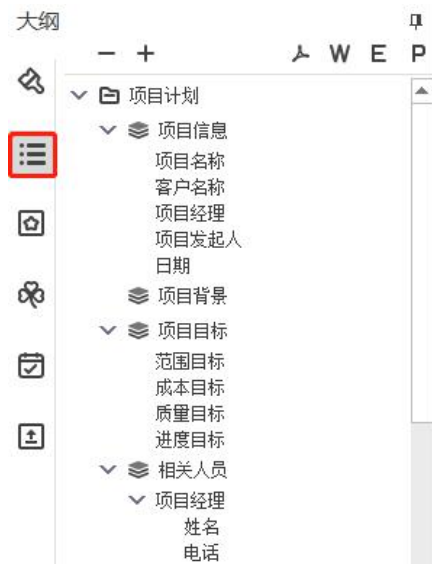 大纲
− + W E P
项目计划
项目信息
项目名称
客户名称
项目经理
项目发起人
日期
项目背景
项目目标
范围目标
成本目标
质量目标
进度目标
相关人员
项目经理
姓名
电话